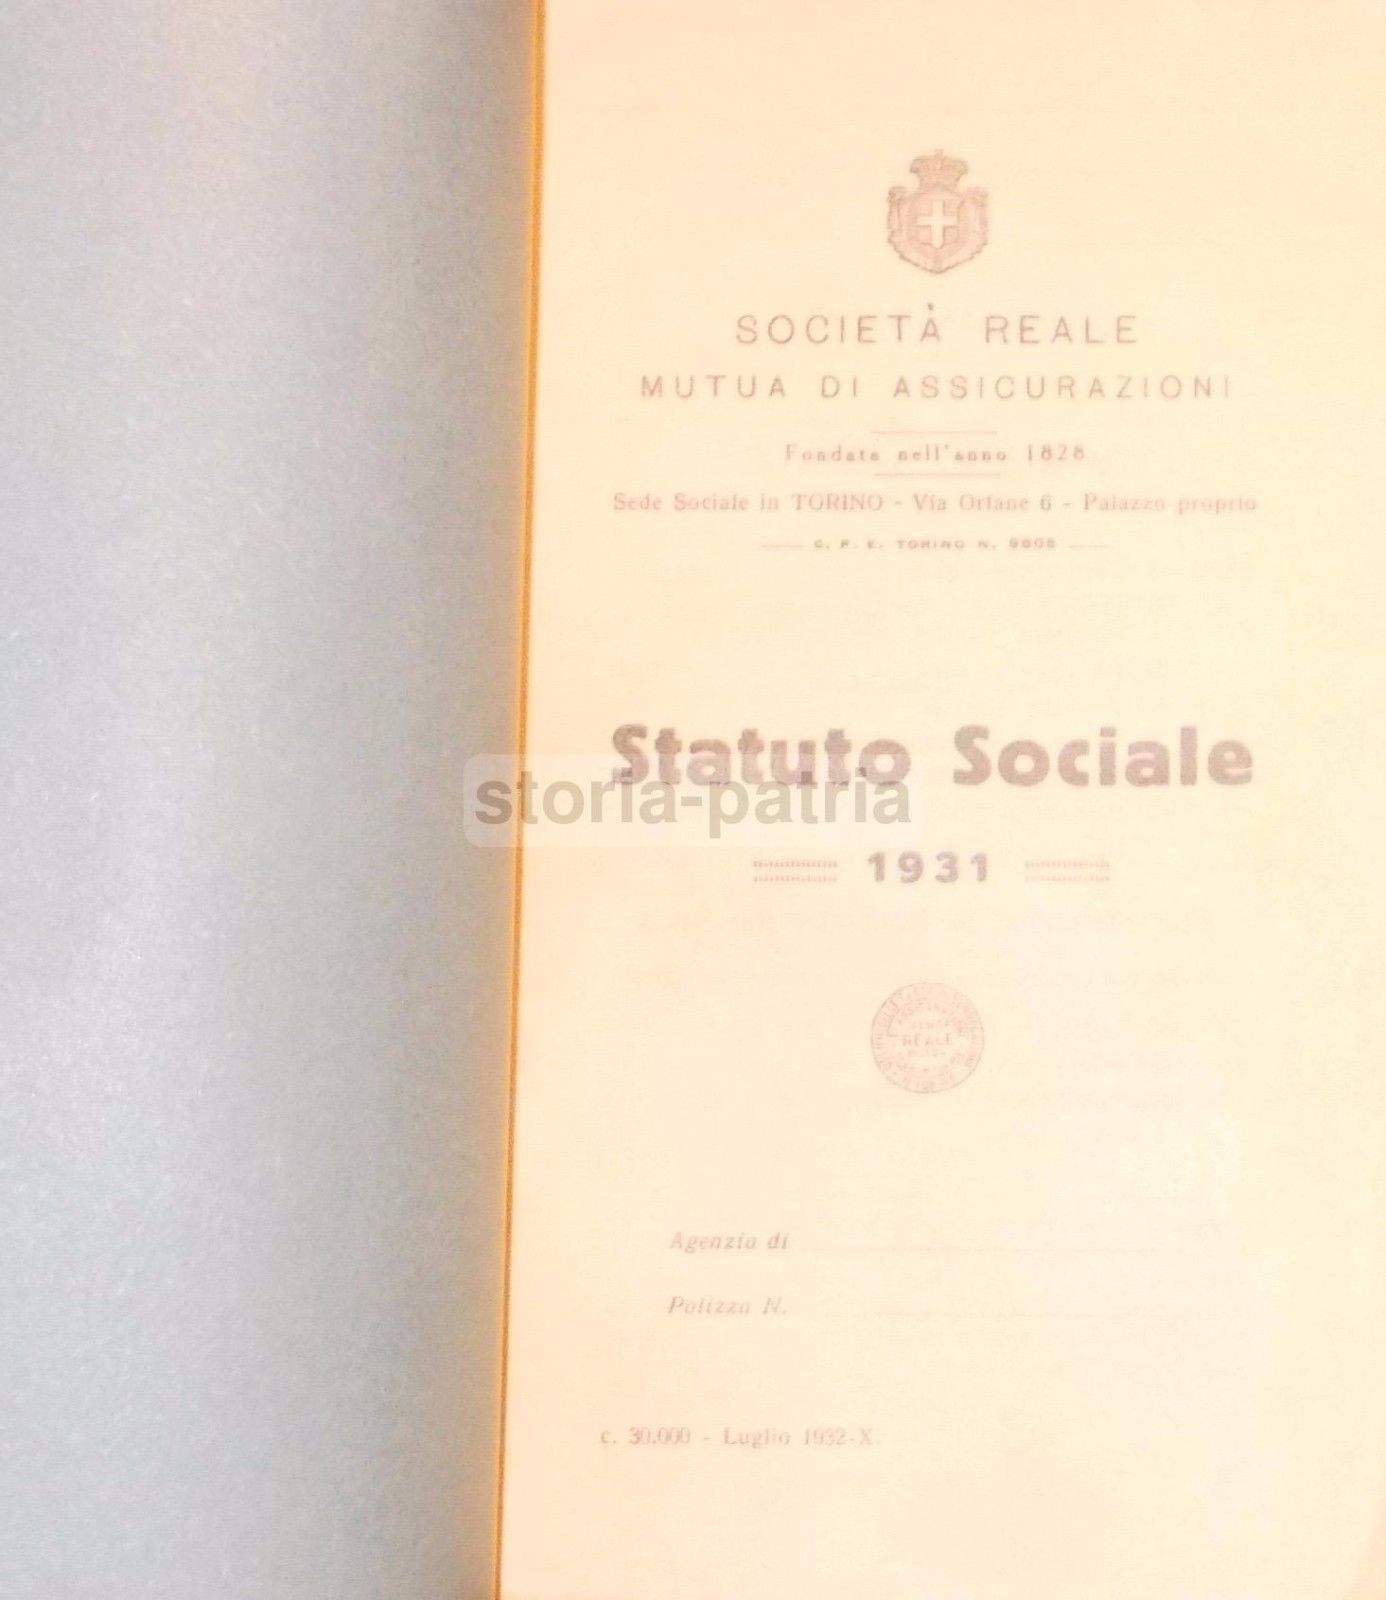 SOCIETÀ REALE
MUTUA DI ASSICURAZIONI
Fondata nell'anno 1828
Sede Sociale in TORINO - Via Orfane 6 - Palazzo proprio
C. P. E. TORINO N. 9808
Statuto Sociale
storia-patria
1931
REALE
Agenzia di
Polizza N.
c. 30.000 - Luglio 1932-X.